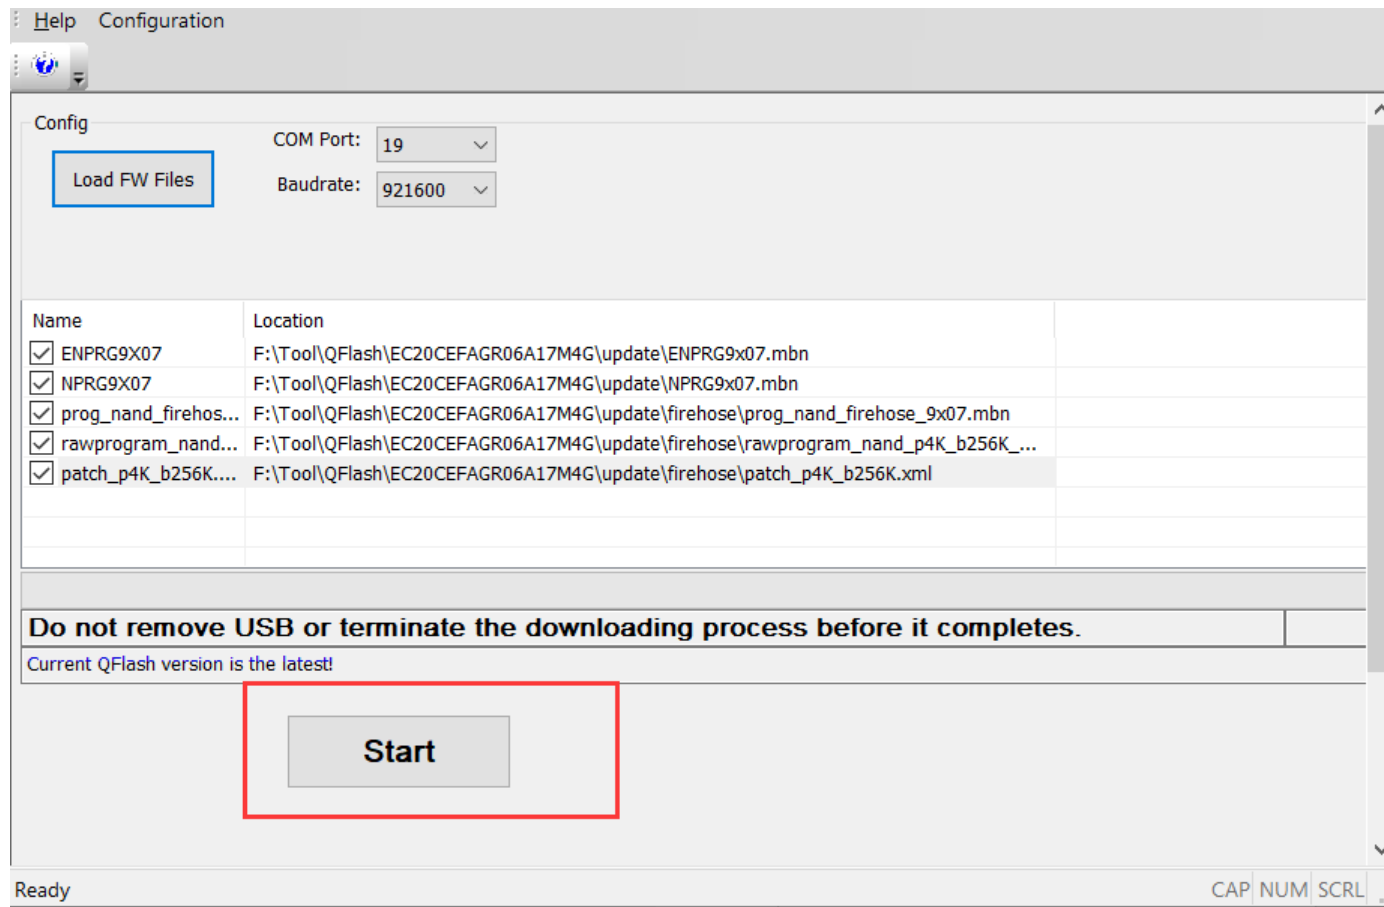 Help Configuration
Config
COM Port: 19
Load FW Files
Baudrate: 921600
Name Location
ENPRG9X07 F:\Tool\QFlash\EC20CEFAGR06A17M4G\update\ENPRG9x07.mbn
NPRG9X07 F:\Tool\QFlash\EC20CEFAGR06A17M4G\update\NPRG9x07.mbn
prog_nand_firehos... F:\Tool\QFlash\EC20CEFAGR06A17M4G\update\firehose\prog_nand_firehose_9x07.mbn
rawprogram_nand... F:\Tool\QFlash\EC20CEFAGR06A17M4G\update\firehose\rawprogram_nand_p4K_b256K_...
patch_p4K_b256K.... F:\Tool\QFlash\EC20CEFAGR06A17M4G\update\firehose\patch_p4K_b256K.xml
Do not remove USB or terminate the downloading process before it completes.
Current QFlash version is the latest!
Start
Ready CAP NUM SCRL